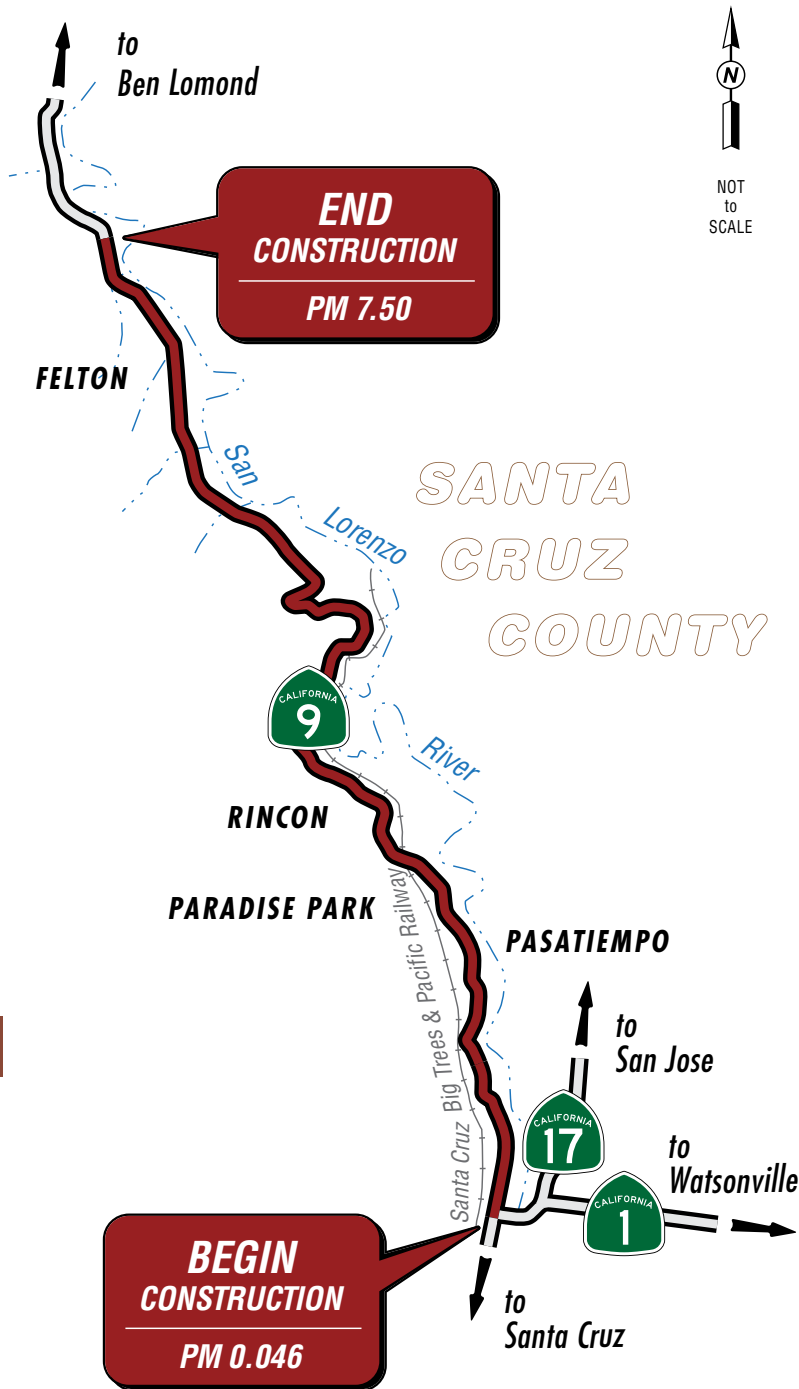 to
Ben Lomond
N
NOT
to
SCALE
END
CONSTRUCTION
PM 7.50
FELTON
San
Lorenzo
River
SANTA
CRUZ
COUNTY
CALIFORNIA
9
RINCON
PARADISE PARK
Santa Cruz Big Trees & Pacific Railway
PASATIEMPO
to
San Jose
CALIFORNIA
17
to
Watsonville
CALIFORNIA
1
BEGIN
CONSTRUCTION
PM 0.046
to
Santa Cruz